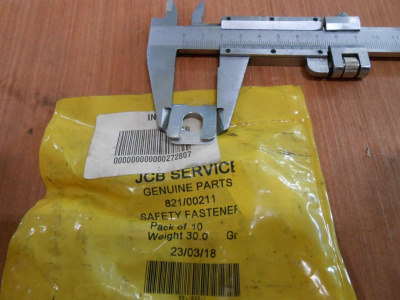 IN
000000000000272007
JCB SERVICE
GENUINE PARTS
821/00211
SAFETY FASTENER
Pack of 10
Weight 30.0 Gr
23/03/18